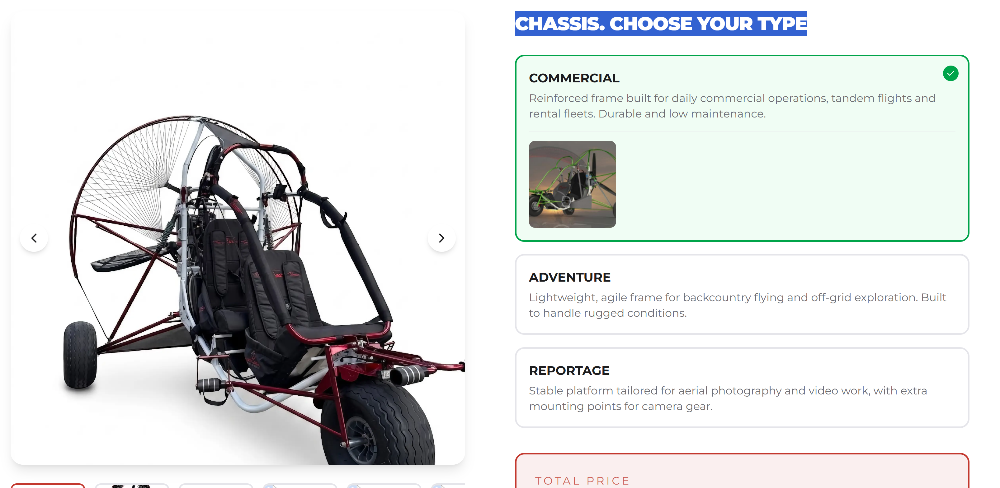 CHASSIS. CHOOSE YOUR TYPE
COMMERCIAL
Reinforced frame built for daily commercial operations, tandem flights and
rental fleets. Durable and low maintenance.
ADVENTURE
Lightweight, agile frame for backcountry flying and off-grid exploration. Built
to handle rugged conditions.
REPORTAGE
Stable platform tailored for aerial photography and video work, with extra
mounting points for camera gear.
TOTAL PRICE